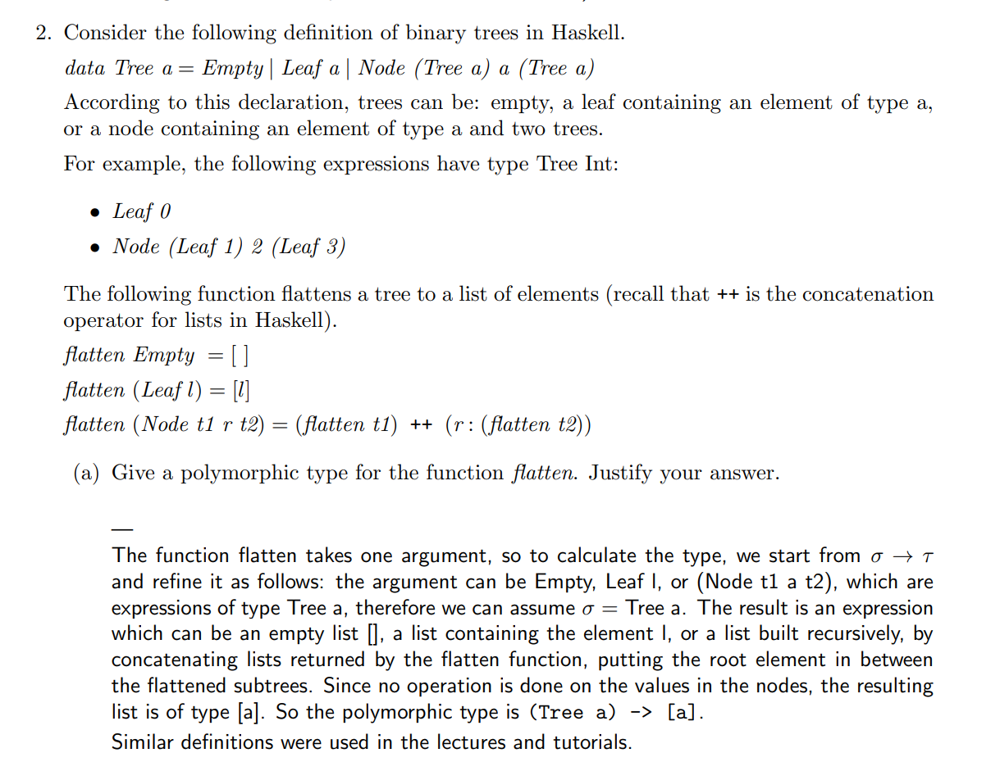 2. Consider the following definition of binary trees in Haskell.
data Tree a = Empty | Leaf a | Node (Tree a) a (Tree a)
According to this declaration, trees can be: empty, a leaf containing an element of type a,
or a node containing an element of type a and two trees.
For example, the following expressions have type Tree Int:
• Leaf 0
• Node (Leaf 1) 2 (Leaf 3)
The following function flattens a tree to a list of elements (recall that ++ is the concatenation
operator for lists in Haskell).
flatten Empty = [ ]
flatten (Leaf l) = [l]
flatten (Node t1 r t2) = (flatten t1) ++ (r : (flatten t2))
(a) Give a polymorphic type for the function flatten. Justify your answer.
—
The function flatten takes one argument, so to calculate the type, we start from σ → τ
and refine it as follows: the argument can be Empty, Leaf l, or (Node t1 a t2), which are
expressions of type Tree a, therefore we can assume σ = Tree a. The result is an expression
which can be an empty list [], a list containing the element l, or a list built recursively, by
concatenating lists returned by the flatten function, putting the root element in between
the flattened subtrees. Since no operation is done on the values in the nodes, the resulting
list is of type [a]. So the polymorphic type is (Tree a) -> [a].
Similar definitions were used in the lectures and tutorials.